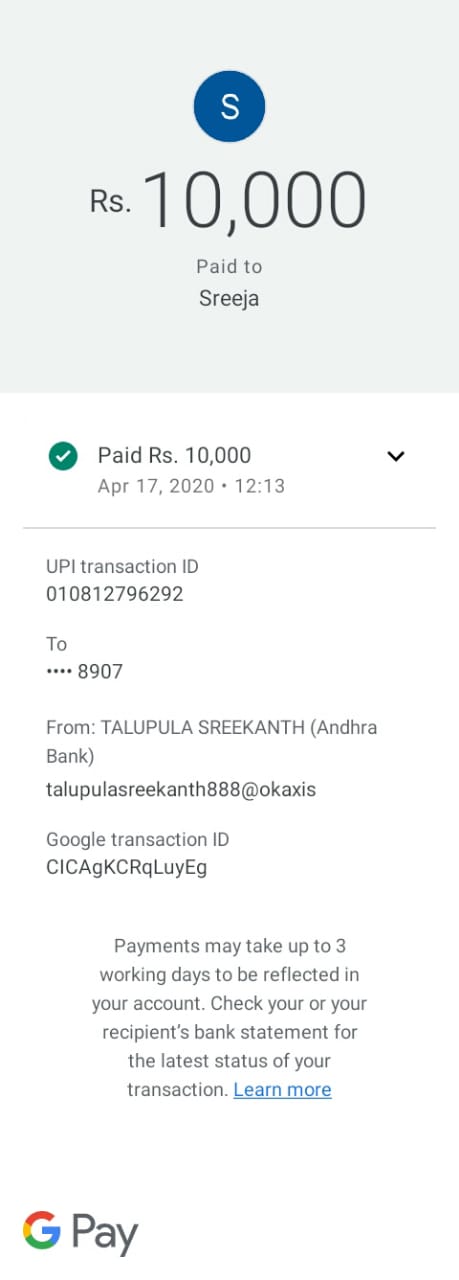 S
Rs. 10,000
Paid to
Sreeja
Paid Rs. 10,000
Apr 17, 2020 • 12:13
UPI transaction ID
010812796292
To
•••• 8907
From: TALUPULA SREEKANTH (Andhra
Bank)
talupulasreekanth888@okaxis
Google transaction ID
CICAgKCRqLuyEg
Payments may take up to 3
working days to be reflected in
your account. Check your or your
recipient's bank statement for
the latest status of your
transaction. Learn more
G Pay